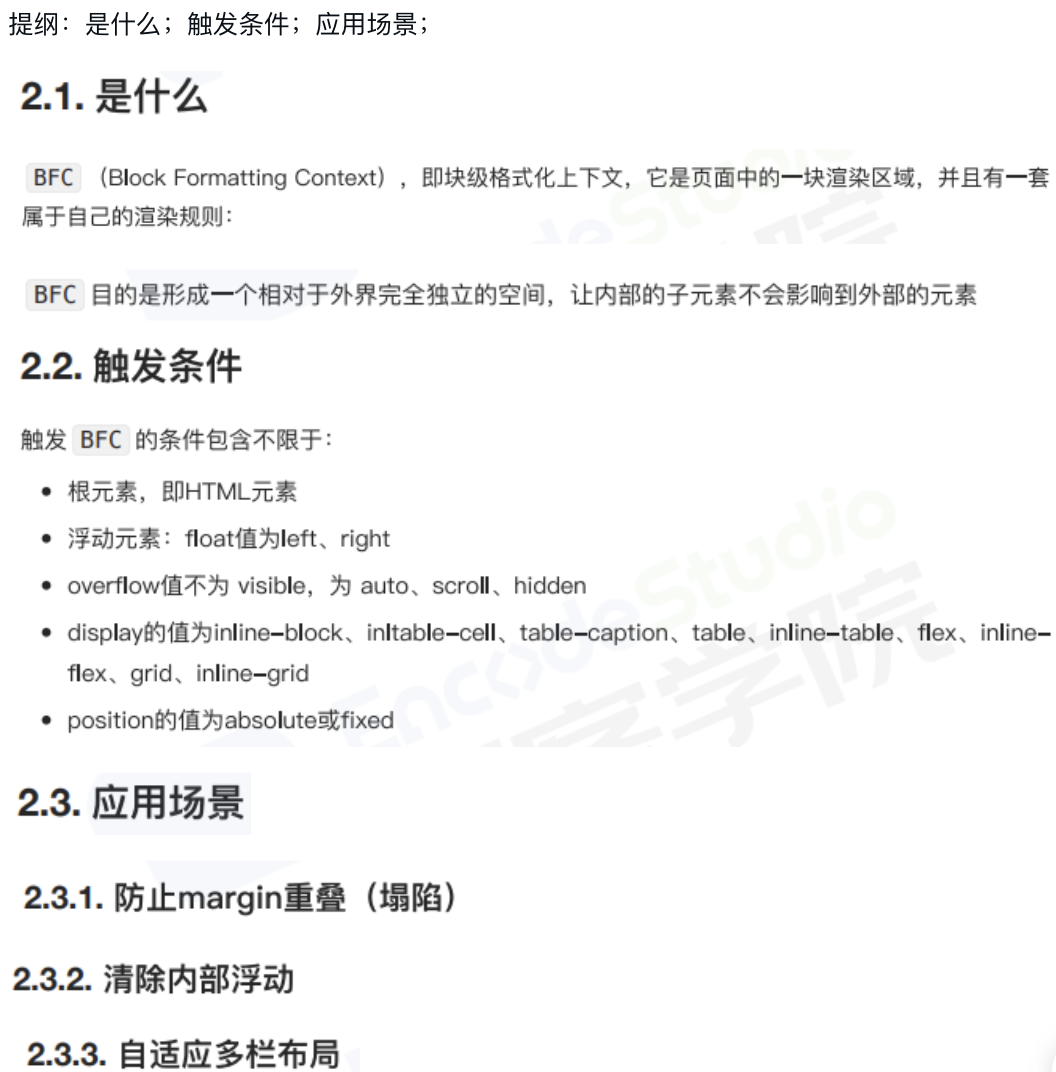 提纲：是什么；触发条件；应用场景；
2.1. 是什么
BFC （Block Formatting Context），即块级格式化上下文，它是页面中的一块渲染区域，并且有一套
属于自己的渲染规则：
BFC 目的是形成一个相对于外界完全独立的空间，让内部的子元素不会影响到外部的元素
2.2. 触发条件
触发 BFC 的条件包含不限于：
• 根元素，即HTML元素
• 浮动元素：float值为left、right
• overflow值不为 visible，为 auto、scroll、hidden
• display的值为inline-block、inltable-cell、table-caption、table、inline-table、flex、inline-
flex、grid、inline-grid
• position的值为absolute或fixed
EncodeStudio
学院
2.3. 应用场景
2.3.1. 防止margin重叠（塌陷）
2.3.2. 清除内部浮动
2.3.3. 自适应多栏布局